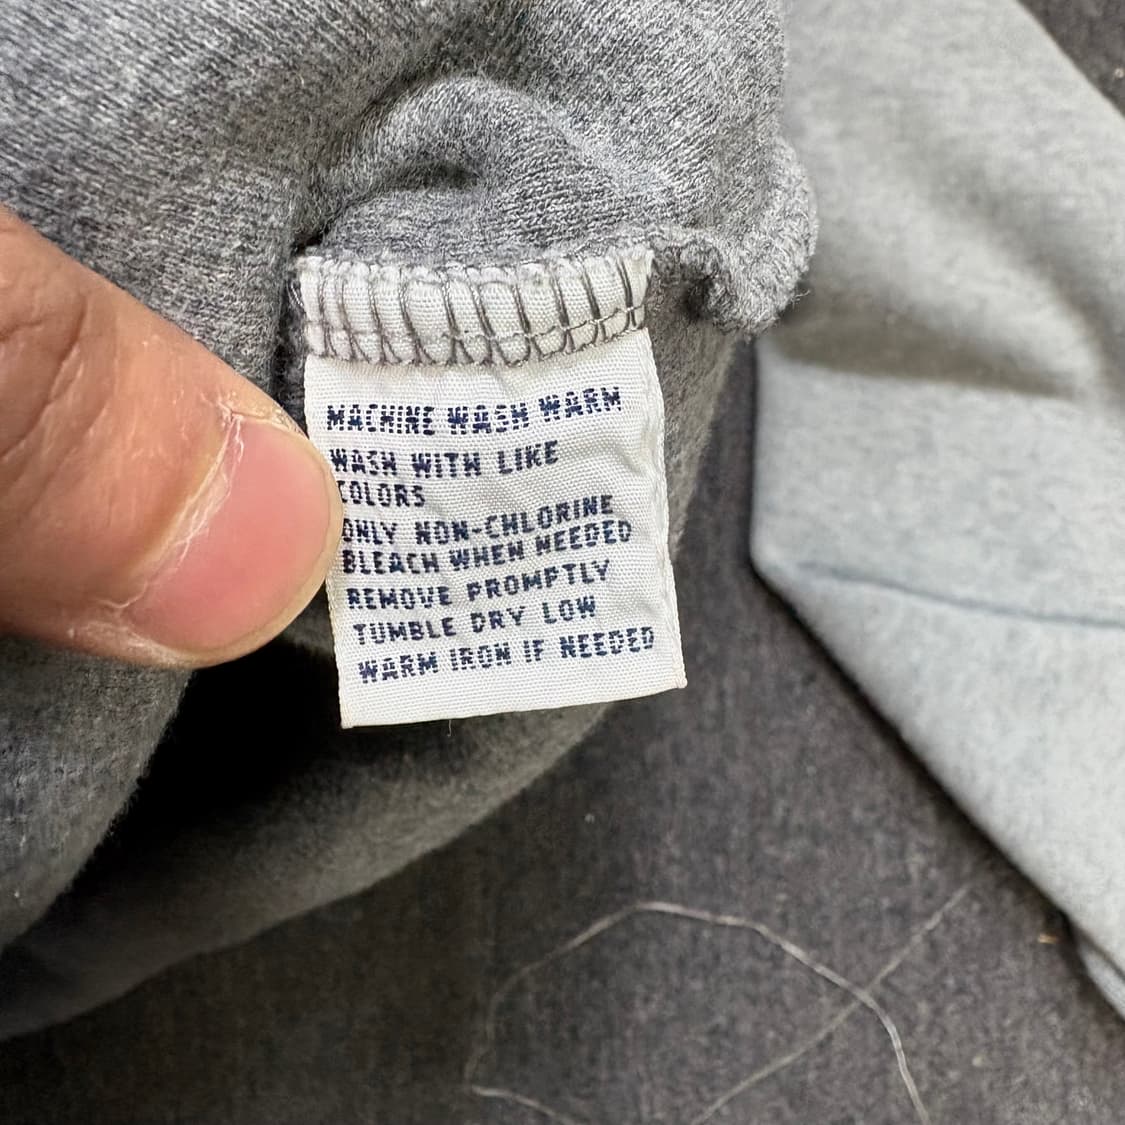 MACHINE WASH WARM
WASH WITH LIKE
COLORS
ONLY NON-CHLORINE
BLEACH WHEN NEEDED
REMOVE PROMPTLY
TUMBLE DRY LOW
WARM IRON IF NEEDED